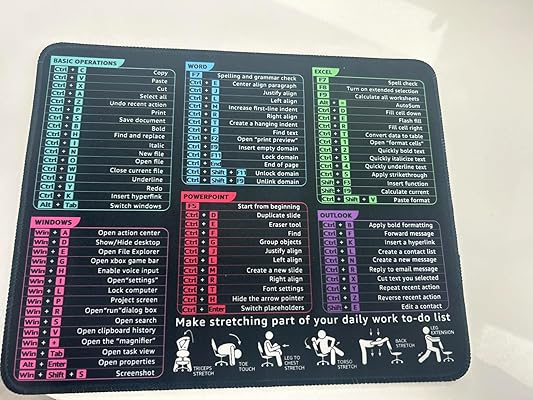 BASIC OPERATIONS
Ctrl + C Copy
Ctrl + V Paste
Ctrl + X Cut
Ctrl + A Select all
Ctrl + Z Undo recent action
Ctrl + P Print
Ctrl + S Save document
Ctrl + B Bold
Ctrl + Find and replace
Ctrl + I Italic
Ctrl + N New file
Ctrl + O Open file
Ctrl + W Close current file
Ctrl + U Underline
Ctrl + Y Redo
Ctrl + K Insert hyperfink
Alt + Tab Switch windows
WINDOWS
Win + A Open action center
Win + D Show/Hide desktop
Win + E Open File Explorer
Win + G Open xbox game bar
Win + H Enable voice input
Win + I Open"settings"
Win + L Lock computer
Win + P Project screen
Win + R Open"run"dialog box
Win + S Open search
Win + V Open clipboard history
Win + + Open the "magnifier"
Win + Tab Open task view
Alt + Enter Open properties
Win + Shift + S Screenshot
WORD
F7 Spelling and grammar check
Ctrl + E Center align paragraph
Ctrl + J Justify align
Ctrl + L Left align
Ctrl + M Increase first-line indent
Ctrl + R Right align
Ctrl + Create a hanging indent
Ctrl + Find text
Ctrl + Open "print preview"
Ctrl + F9 Insert empty domain
Ctrl + F11 Lock domain
Ctrl + End End of page
Ctrl + Shift + F11 Unlock domain
Ctrl + Shift + F9 Unlink domain
POWERPOINT
F5 Start from beginning
Ctrl + D Duplicate slide
Ctrl + E Eraser tool
Ctrl + F Find
Ctrl + G Group objects
Ctrl + J Justify align
Ctrl + L Left align
Ctrl + M Create a new slide
Ctrl + R Right align
Ctrl + T Font settings
Ctrl + H Hide the arrow pointer
Ctrl + Enter Switch placeholders
EXCEL
F7 Spell check
F8 Turn on extended selection
F9 Calculate all worksheets
Alt + = AutoSum
Ctrl + D Fill cell down
Ctrl + E Flash fill
Ctrl + R Fill cell right
Ctrl + T Convert data to table
Ctrl + 1 Open "format cells"
Ctrl + 2 Quickly bold text
Ctrl + 3 Quickly italicize text
Ctrl + 4 Quickly underline text
Ctrl + 5 Apply strikethrough
Shift + F3 Insert function
Shift + F9 Calculate current
Ctrl + Shift + V Paste format
OUTLOOK
Ctrl + B Apply bold formatting
Ctrl + F Forward message
Ctrl + K Insert a hyperlink
Ctrl + Create a contact list
Ctrl + N Create a new message
Ctrl + R Reply to email message
Ctrl + X Cut text you selected
Ctrl + Y Repeat recent action
Ctrl + Z Reverse recent action
Shift + E Edit a contact
Make stretching part of your daily work to-do list
TRICEPS STRETCH
TOE TOUCH
LEG TO CHEST STRETCH
TORSO STRETCH
BACK STRETCH
LEG EXTENSION